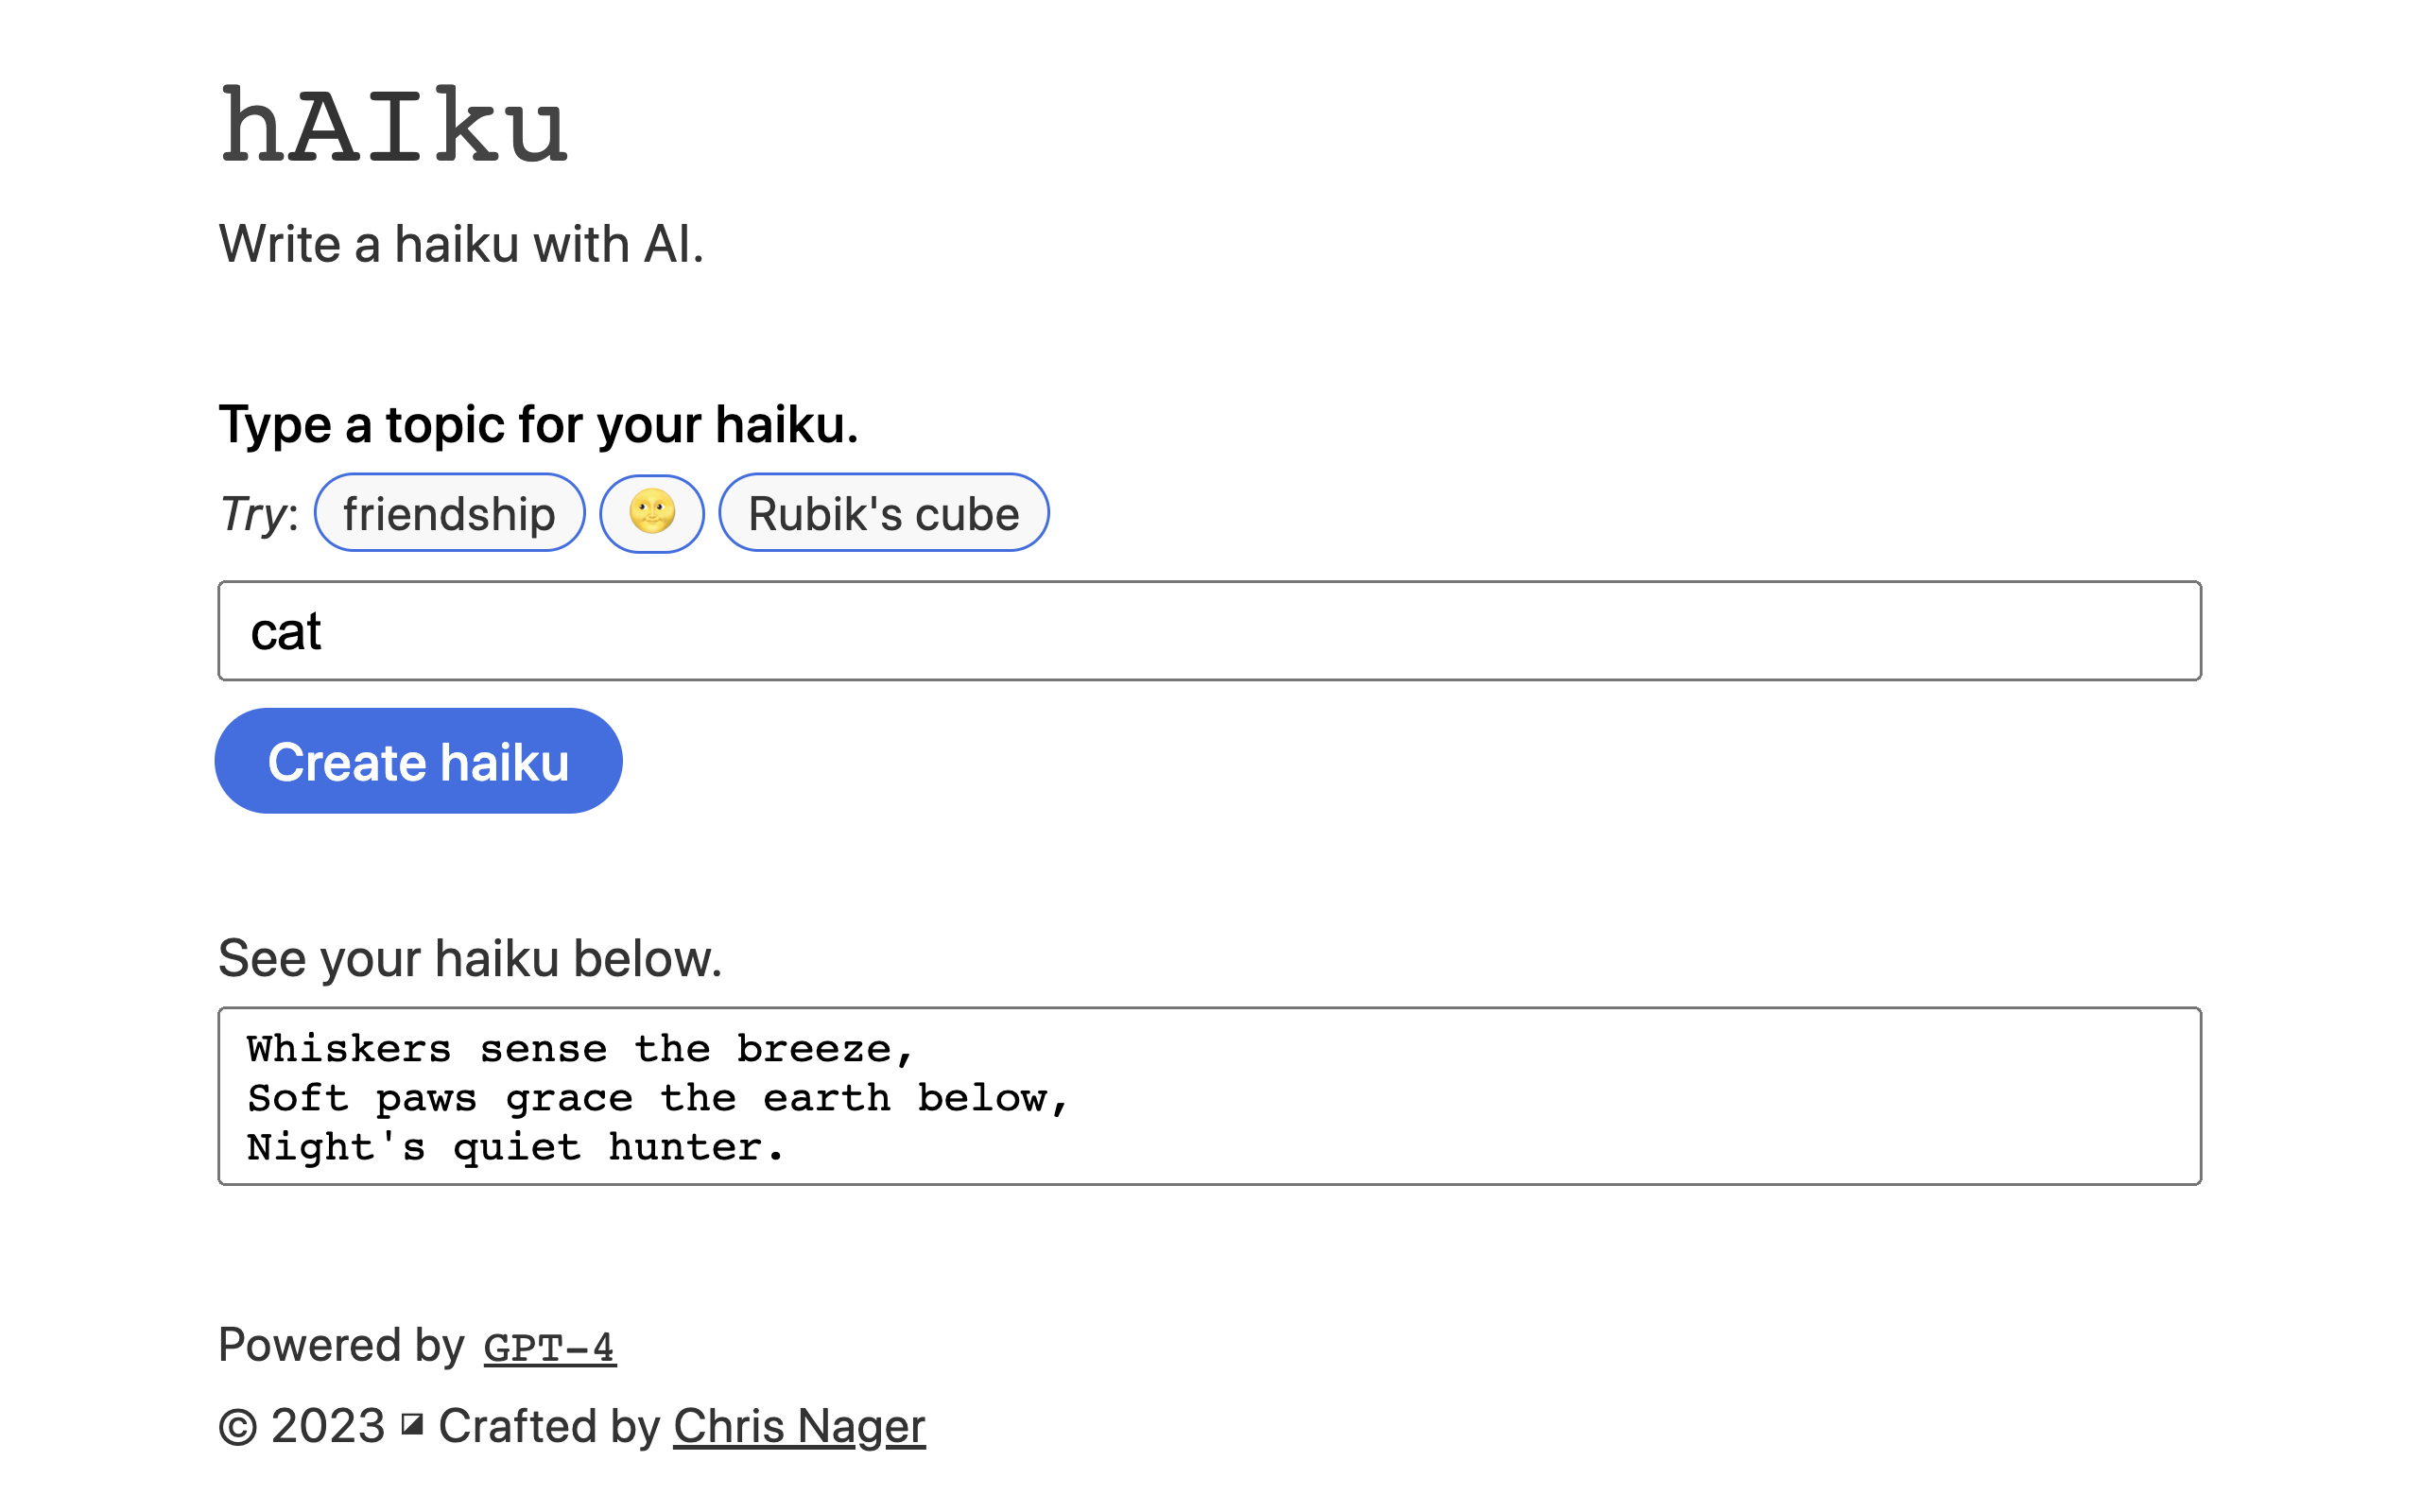 hAIku
Write a haiku with AI.
Type a topic for your haiku.
Try: friendship 🌝 Rubik's cube
cat
Create haiku
See your haiku below.
Whiskers sense the breeze,
Soft paws grace the earth below,
Night's quiet hunter.
Powered by GPT-4
© 2023 ◪ Crafted by Chris Nager